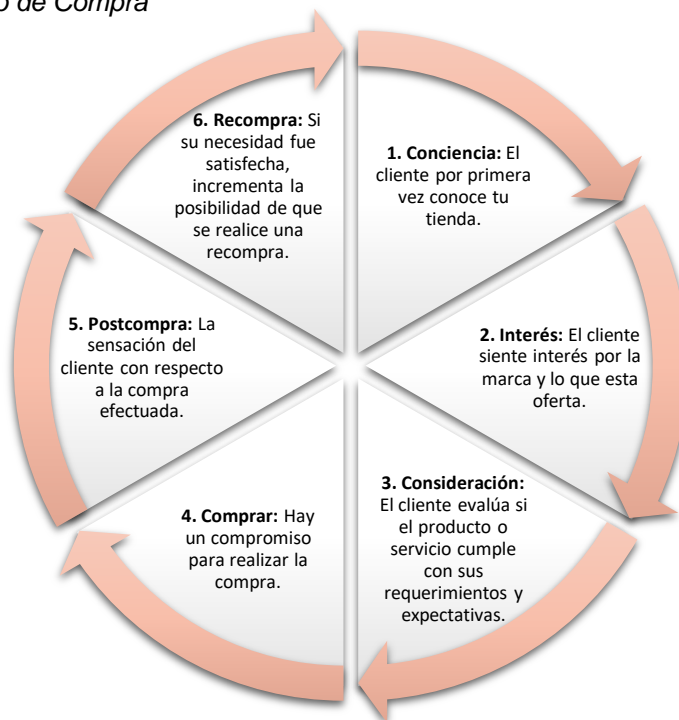 de Compra
6. Recompra: Si
su necesidad fue
satisfecha,
incrementa la
posibilidad de que
se realice una
recompra.
1. Conciencia: El
cliente por primera
vez conoce tu
tienda.
5. Postcompra: La
sensación del
cliente con respecto
a la compra
efectuada.
2. Interés: El cliente
siente interés por la
marca y lo que esta
oferta.
4. Comprar: Hay
un compromiso
para realizar la
compra.
3. Consideración:
El cliente evalúa si
el producto o
servicio cumple
con sus
requerimientos y
expectativas.